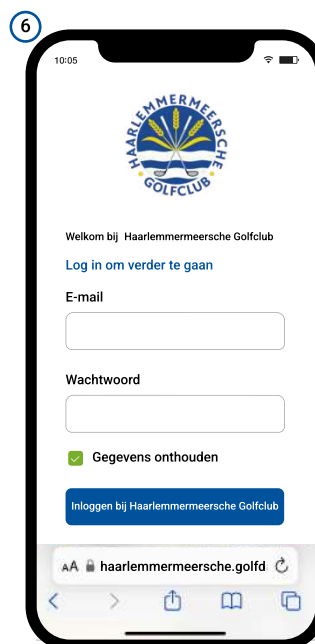 6
10:05
HAARLEMMERMEERSCHE
GOLFCLUB
Welkom bij Haarlemmermeersche Golfclub
Log in om verder te gaan
E-mail
Wachtwoord
Gegevens onthouden
Inloggen bij Haarlemmermeersche Golfclub
AA haarlemmermeersche.golfd